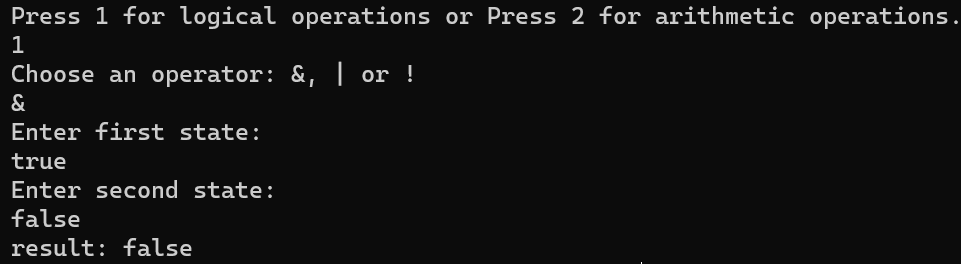 Press 1 for logical operations or Press 2 for arithmetic operations.
1
Choose an operator: &, | or !
&
Enter first state:
true
Enter second state:
false
result: false